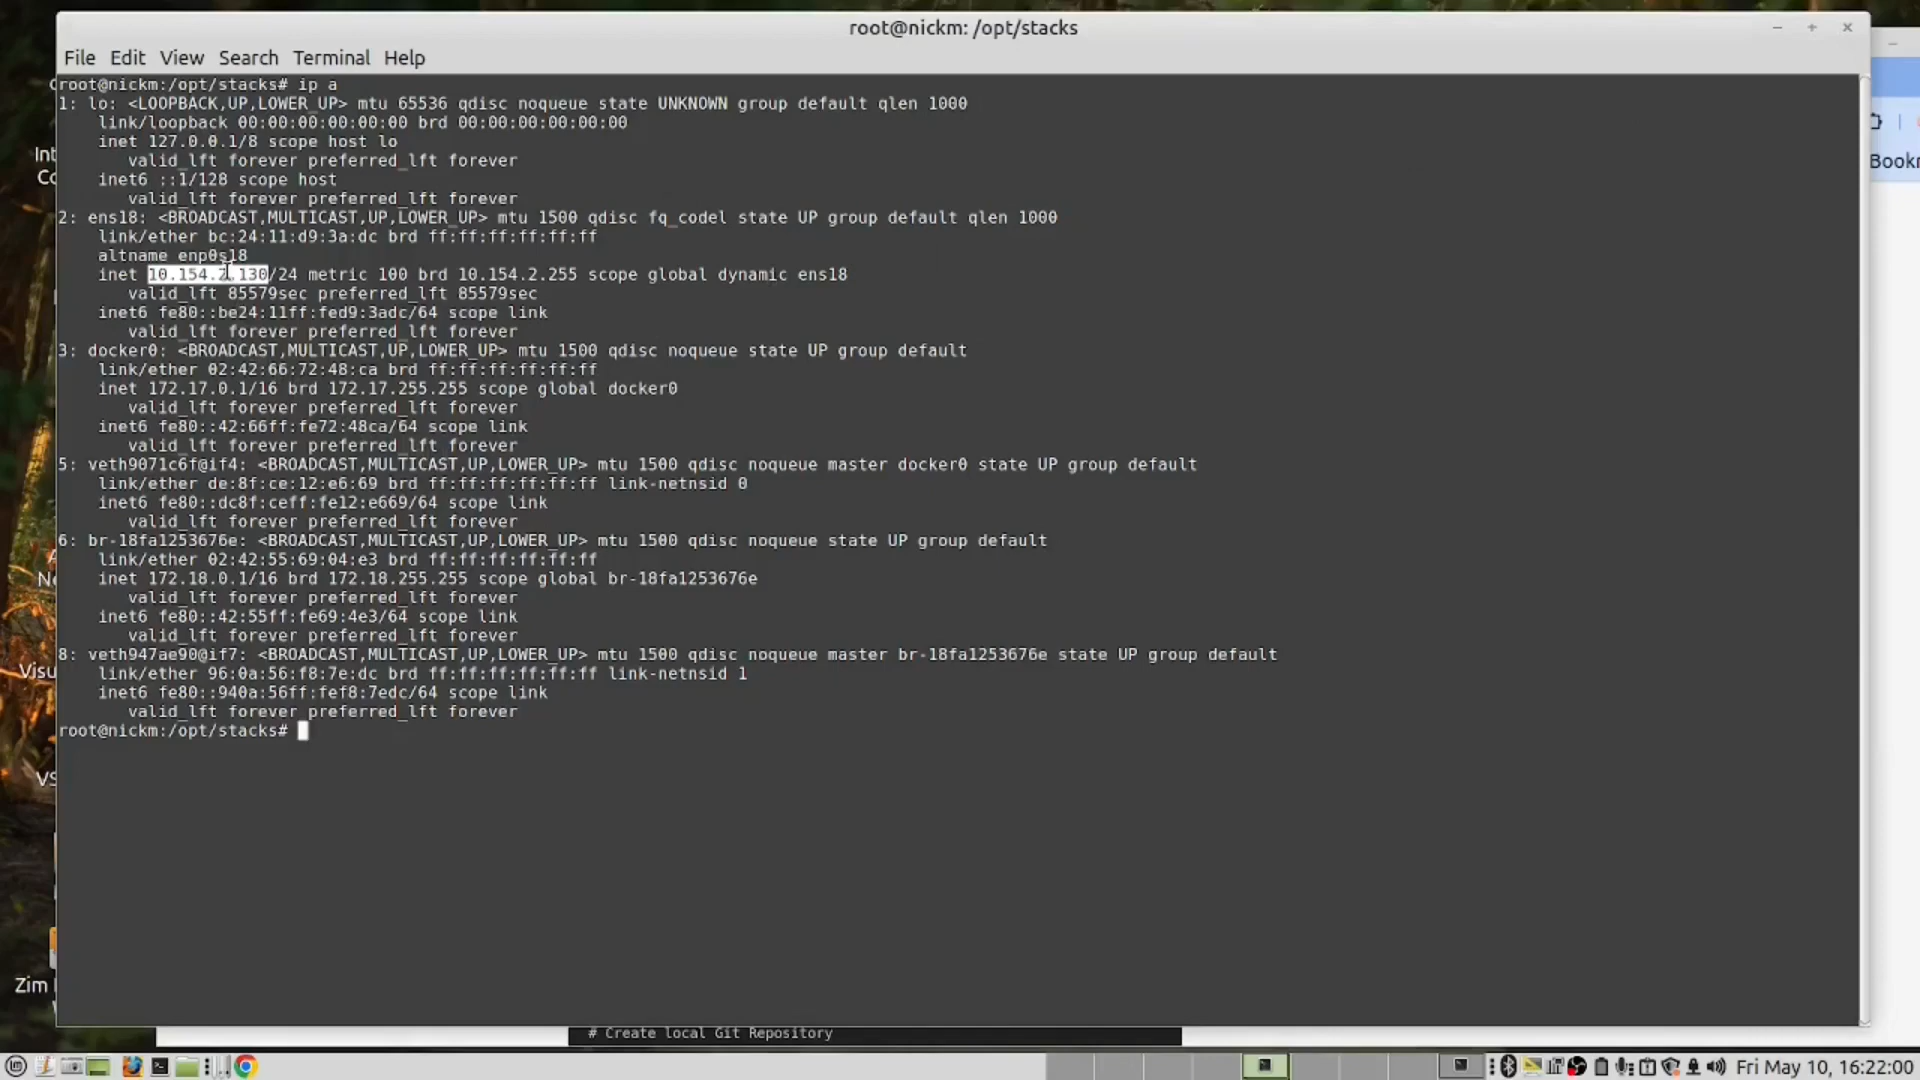 root@nickm: /opt/stacks
File Edit View Search Terminal Help
root@nickm:/opt/stacks# ip a
1: lo: <LOOPBACK,UP,LOWER_UP> mtu 65536 qdisc noqueue state UNKNOWN group default qlen 1000
link/loopback 00:00:00:00:00:00 brd 00:00:00:00:00:00
inet 127.0.0.1/8 scope host lo
valid_lft forever preferred_lft forever
inet6 ::1/128 scope host
valid_lft forever preferred_lft forever
2: ens18: <BROADCAST,MULTICAST,UP,LOWER_UP> mtu 1500 qdisc fq_codel state UP group default qlen 1000
link/ether bc:24:11:d9:3a:dc brd ff:ff:ff:ff:ff:ff
altname enp0s18
inet 10.154.2.130/24 metric 100 brd 10.154.2.255 scope global dynamic ens18
valid_lft 85579sec preferred_lft 85579sec
inet6 fe80::be24:11ff:fed9:3adc/64 scope link
valid_lft forever preferred_lft forever
3: docker0: <BROADCAST,MULTICAST,UP,LOWER_UP> mtu 1500 qdisc noqueue state UP group default
link/ether 02:42:66:72:48:ca brd ff:ff:ff:ff:ff:ff
inet 172.17.0.1/16 brd 172.17.255.255 scope global docker0
valid_lft forever preferred_lft forever
inet6 fe80::42:66ff:fe72:48ca/64 scope link
valid_lft forever preferred_lft forever
5: veth9071c6f@if4: <BROADCAST,MULTICAST,UP,LOWER_UP> mtu 1500 qdisc noqueue master docker0 state UP group default
link/ether de:8f:ce:12:e6:69 brd ff:ff:ff:ff:ff:ff link-netnsid 0
inet6 fe80::dc8f:ceff:fe12:e669/64 scope link
valid_lft forever preferred_lft forever
6: br-18fa1253676e: <BROADCAST,MULTICAST,UP,LOWER_UP> mtu 1500 qdisc noqueue state UP group default
link/ether 02:42:55:69:04:e3 brd ff:ff:ff:ff:ff:ff
inet 172.18.0.1/16 brd 172.18.255.255 scope global br-18fa1253676e
valid_lft forever preferred_lft forever
inet6 fe80::42:55ff:fe69:4e3/64 scope link
valid_lft forever preferred_lft forever
8: veth947ae90@if7: <BROADCAST,MULTICAST,UP,LOWER_UP> mtu 1500 qdisc noqueue master br-18fa1253676e state UP group default
link/ether 96:0a:56:f8:7e:dc brd ff:ff:ff:ff:ff:ff link-netnsid 1
inet6 fe80::940a:56ff:fef8:7edc/64 scope link
valid_lft forever preferred_lft forever
root@nickm:/opt/stacks#
Int
Co
Ne
Visu
VS
Zim
Bookm
# Create local Git Repository
Fri May 10, 16:22:00